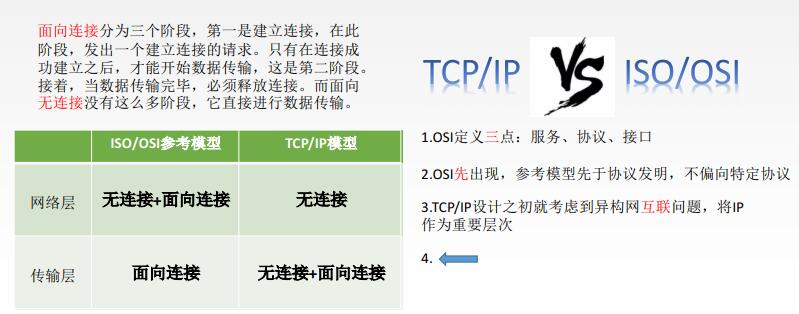 面向连接分为三个阶段，第一是建立连接，在此
阶段，发出一个建立连接的请求。只有在连接成
功建立之后，才能开始数据传输，这是第二阶段。
接着，当数据传输完毕，必须释放连接。而面向
无连接没有这么多阶段，它直接进行数据传输。
ISO/OSI参考模型 TCP/IP模型
网络层 无连接+面向连接 无连接
传输层 面向连接 无连接+面向连接
TCP/IP VS ISO/OSI
1.OSI定义三点：服务、协议、接口
2.OSI先出现，参考模型先于协议发明，不偏向特定协议
3.TCP/IP设计之初就考虑到异构网互联问题，将IP
作为重要层次
4.